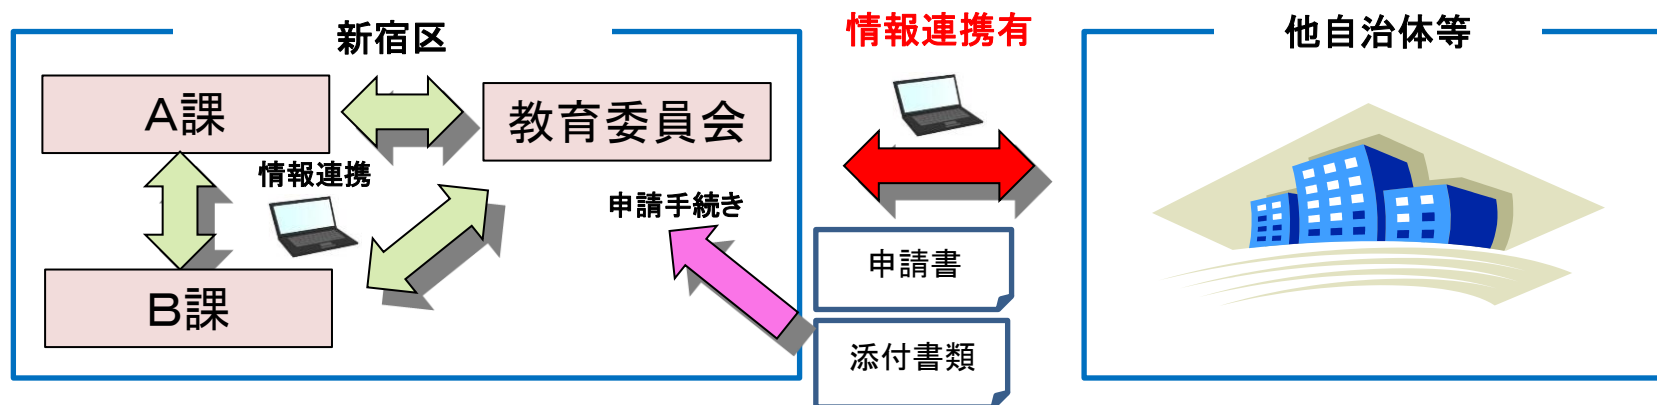 新宿区
情報連携有
他自治体等
A課
教育委員会
情報連携
申請手続き
B課
申請書
添付書類